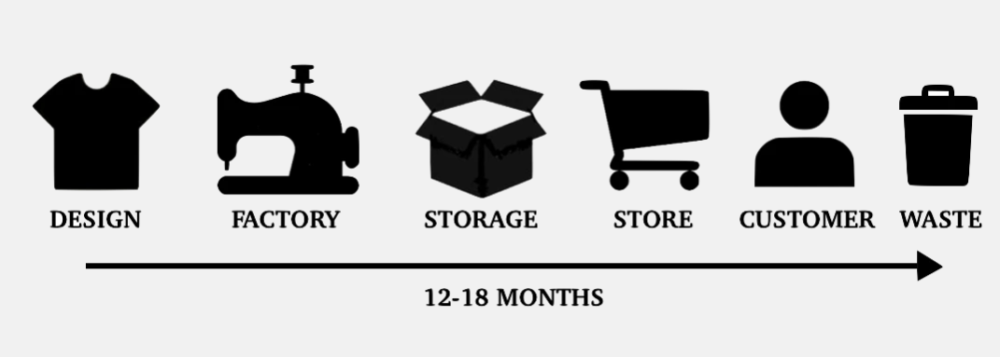 DESIGN FACTORY STORAGE STORE CUSTOMER WASTE
12-18 MONTHS